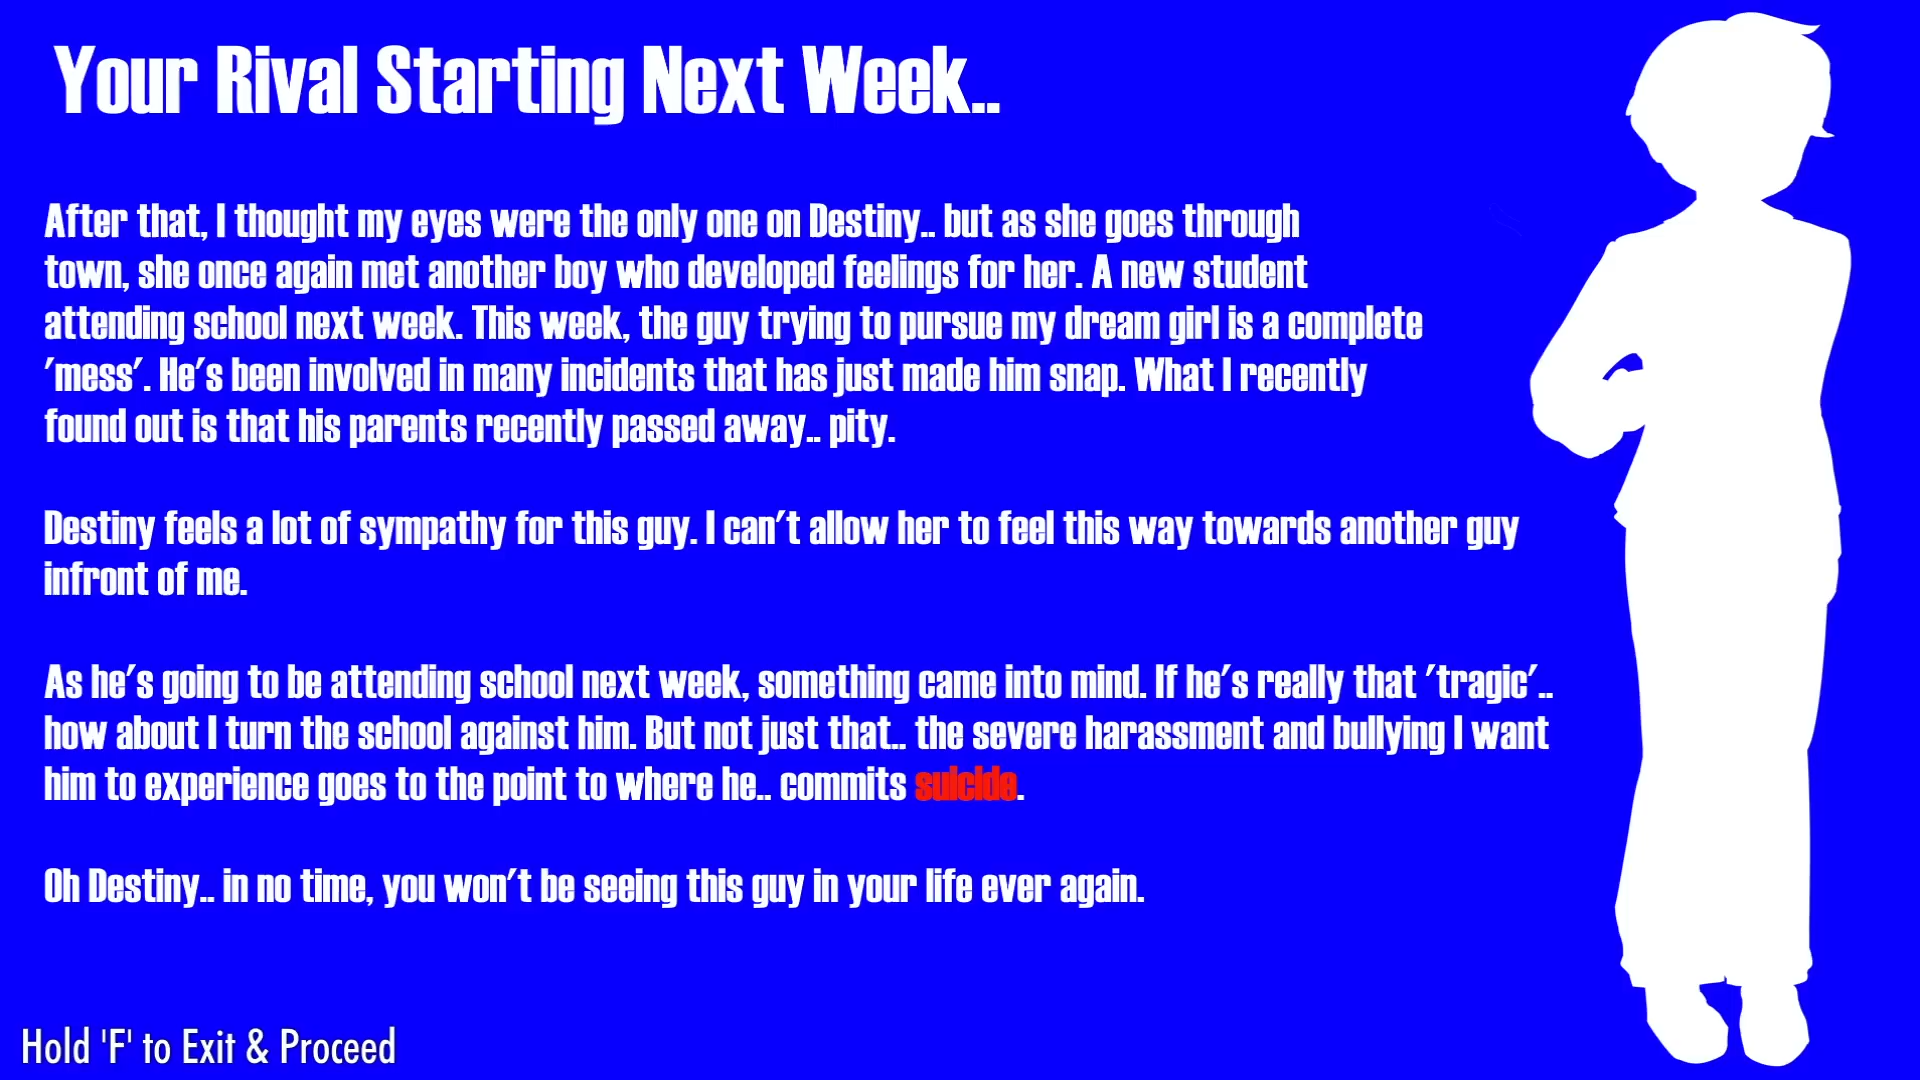 Your Rival Starting Next Week..
After that, I thought my eyes were the only one on Destiny.. but as she goes through
town, she once again met another boy who developed feelings for her. A new student
attending school next week. This week, the guy trying to pursue my dream girl is a complete
'mess'. He's been involved in many incidents that has just made him snap. What I recently
found out is that his parents recently passed away.. pity.
Destiny feels a lot of sympathy for this guy. I can't allow her to feel this way towards another guy
infront of me.
As he's going to be attending school next week, something came into mind. If he's really that 'tragic'..
how about I turn the school against him. But not just that.. the severe harassment and bullying I want
him to experience goes to the point to where he.. commits suicide.
Oh Destiny.. in no time, you won't be seeing this guy in your life ever again.
Hold 'F' to Exit & Proceed